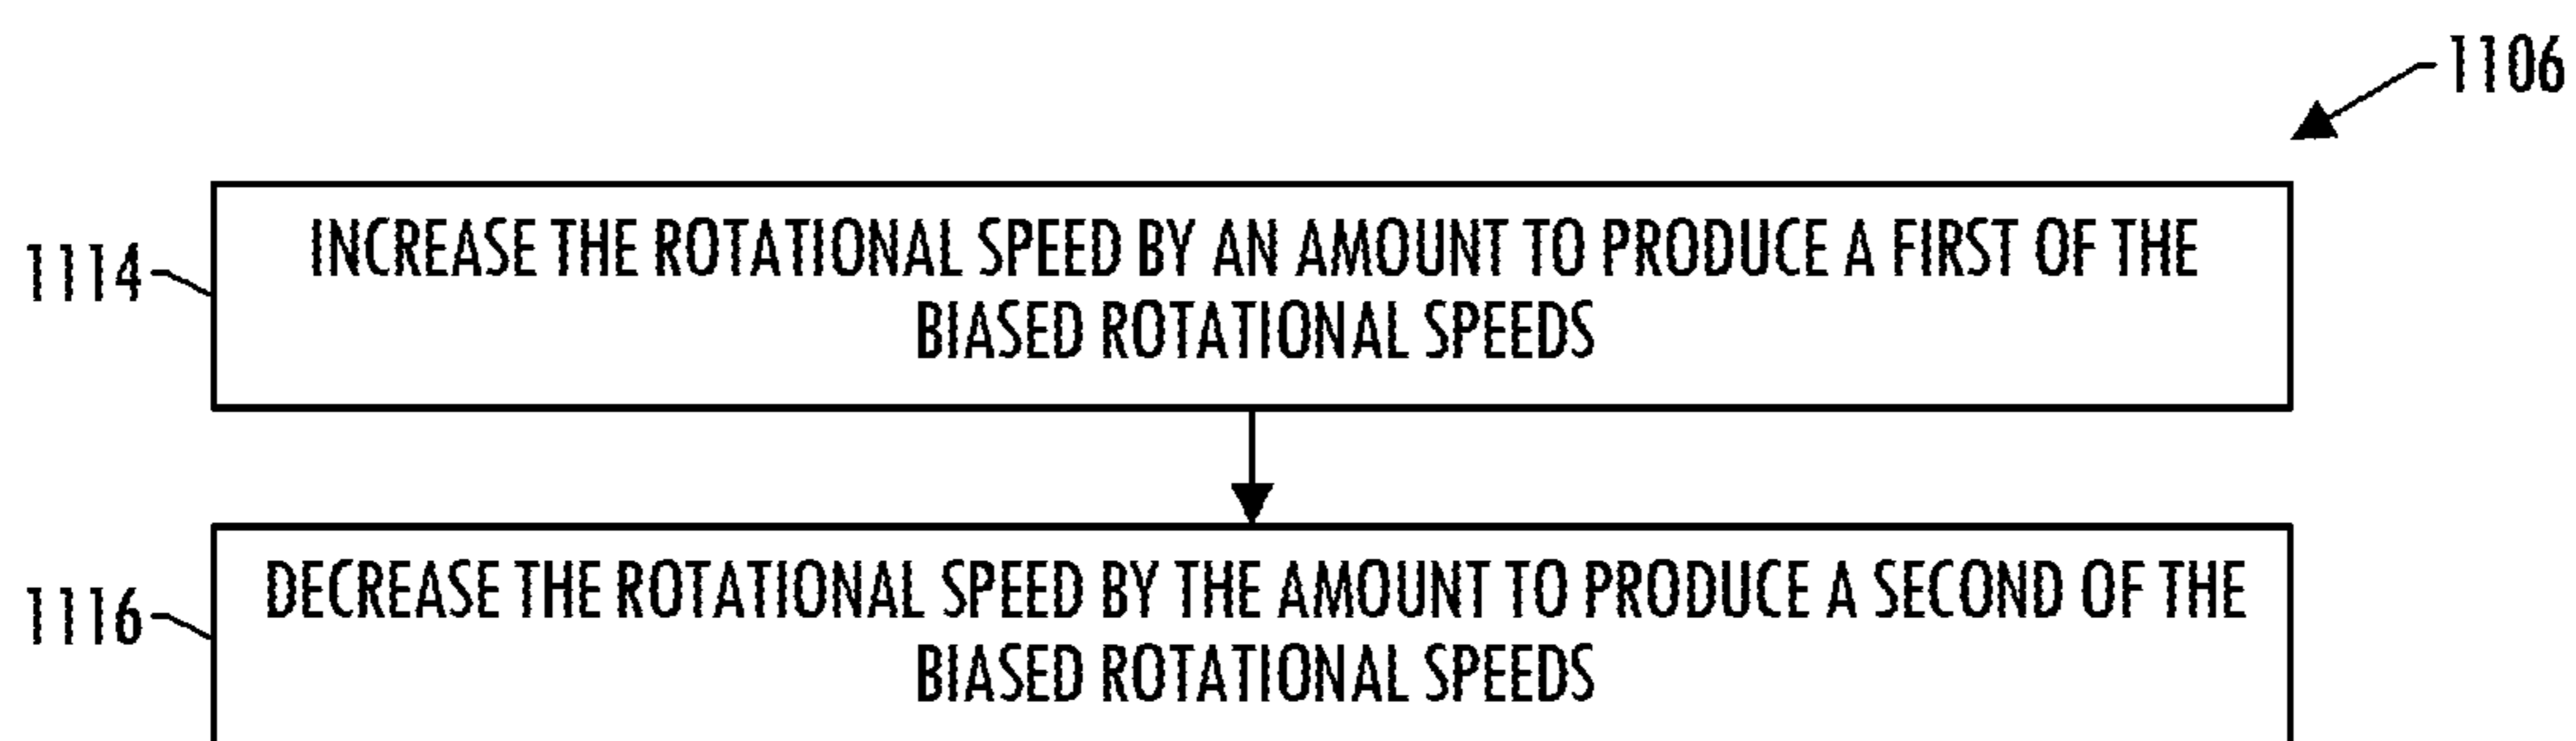 1106
1114
INCREASE THE ROTATIONAL SPEED BY AN AMOUNT TO PRODUCE A FIRST OF THE
BIASED ROTATIONAL SPEEDS
1116
DECREASE THE ROTATIONAL SPEED BY THE AMOUNT TO PRODUCE A SECOND OF THE
BIASED ROTATIONAL SPEEDS